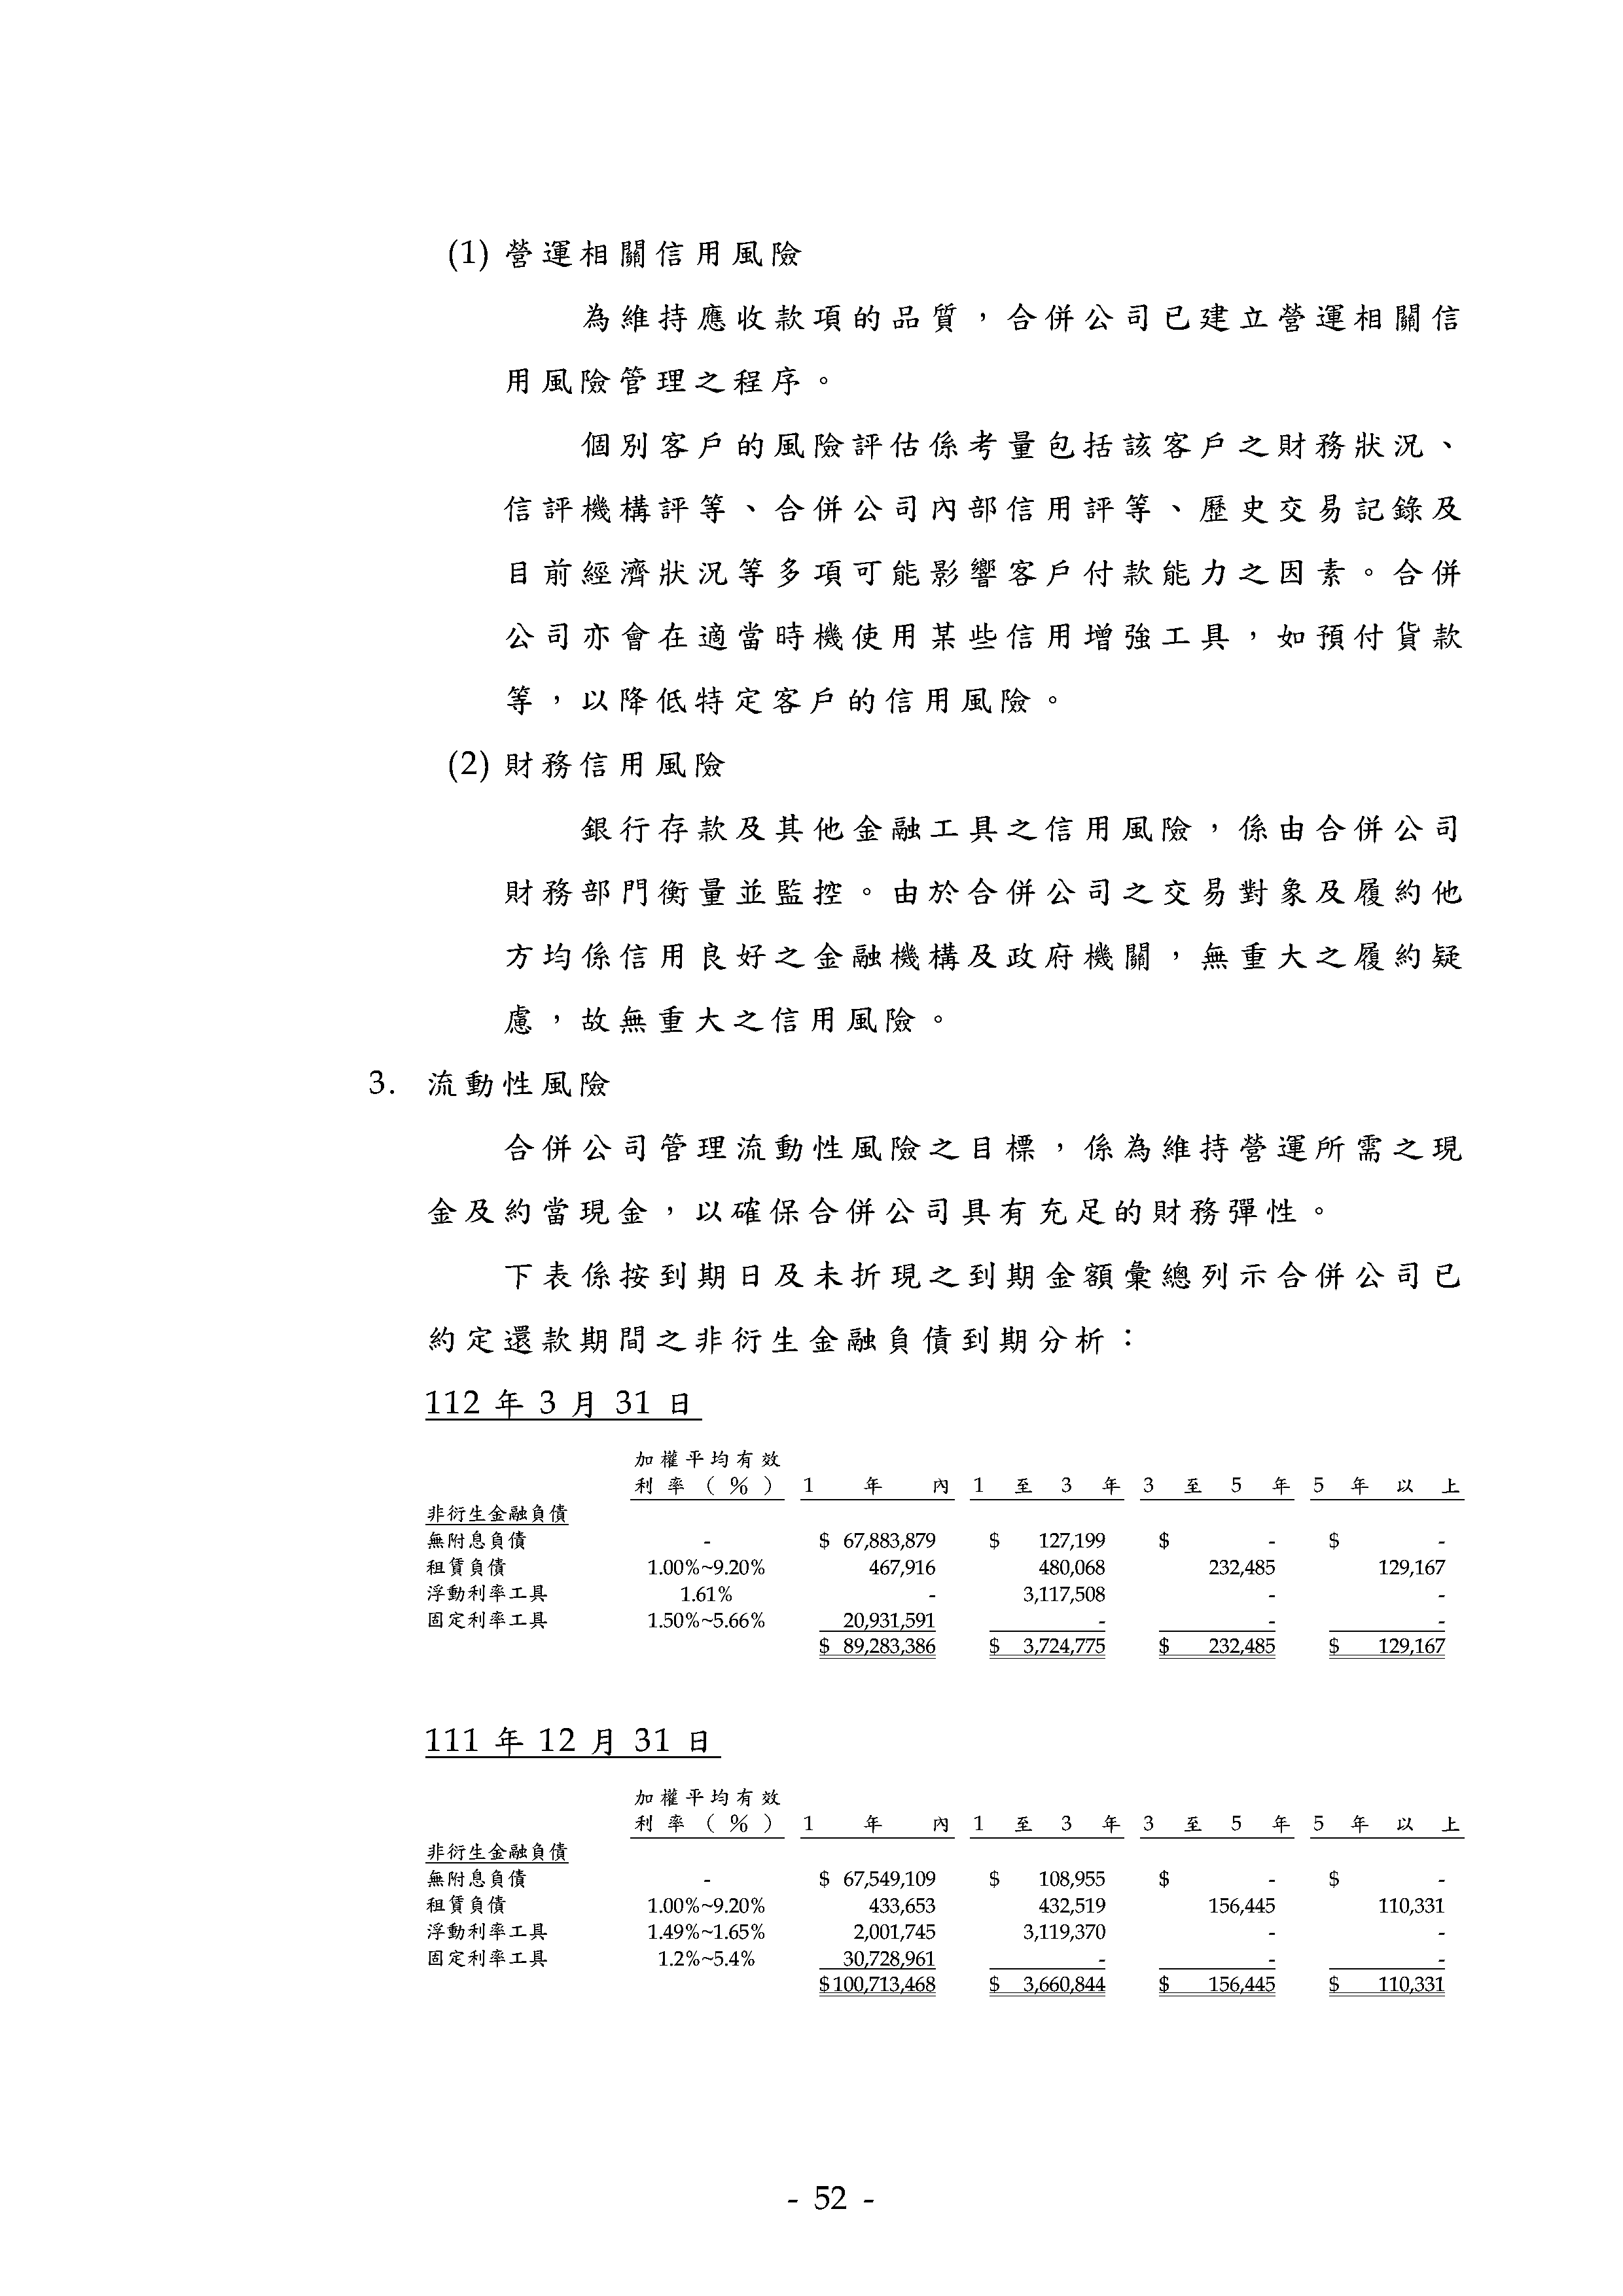 (1) 營運相關信用風險
為維持應收款項的品質，合併公司已建立營運相關信
用風險管理之程序。
個別客戶的風險評估係考量包括該客戶之財務狀況、
信評機構評等、合併公司內部信用評等、歷史交易記錄及
目前經濟狀況等多項可能影響客戶付款能力之因素。合併
公司亦會在適當時機使用某些信用增強工具，如預付貨款
等，以降低特定客戶的信用風險。
(2) 財務信用風險
銀行存款及其他金融工具之信用風險，係由合併公司
財務部門衡量並監控。由於合併公司之交易對象及履約他
方均係信用良好之金融機構及政府機關，無重大之履約疑
慮，故無重大之信用風險。
3. 流動性風險
合併公司管理流動性風險之目標，係為維持營運所需之現
金及約當現金，以確保合併公司具有充足的財務彈性。
下表係按到期日及未折現之到期金額彙總列示合併公司已
約定還款期間之非衍生金融負債到期分析：
112 年 3 月 31 日
加權平均有效
利率（%） 1 年 內 1 至 3 年 3 至 5 年 5 年 以 上
非衍生金融負債
無附息負債 - $ 67,883,879 $ 127,199 $ - $ -
租賃負債 1.00%~9.20% 467,916 480,068 232,485 129,167
浮動利率工具 1.61% - 3,117,508 - -
固定利率工具 1.50%~5.66% 20,931,591 - - -
$ 89,283,386 $ 3,724,775 $ 232,485 $ 129,167
111 年 12 月 31 日
加權平均有效
利率（%） 1 年 內 1 至 3 年 3 至 5 年 5 年 以 上
非衍生金融負債
無附息負債 - $ 67,549,109 $ 108,955 $ - $ -
租賃負債 1.00%~9.20% 433,653 432,519 156,445 110,331
浮動利率工具 1.49%~1.65% 2,001,745 3,119,370 - -
固定利率工具 1.2%~5.4% 30,728,961 - - -
$100,713,468 $ 3,660,844 $ 156,445 $ 110,331
- 52 -